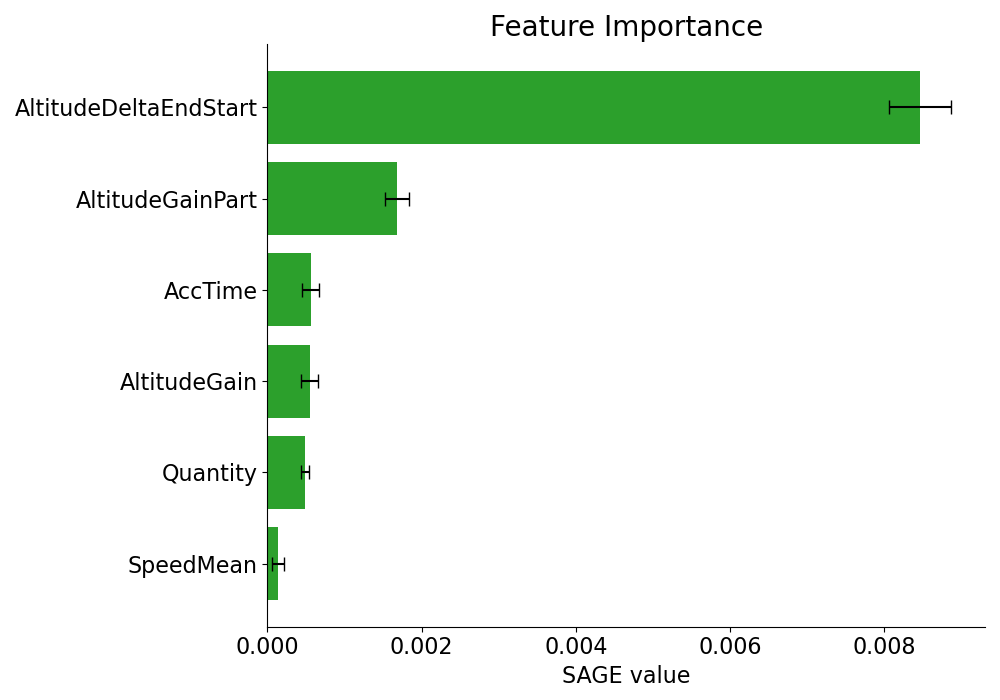 Feature Importance
AltitudeDeltaEndStart
AltitudeGainPart
AccTime
AltitudeGain
Quantity
SpeedMean
0.000 0.002 0.004 0.006 0.008
SAGE value